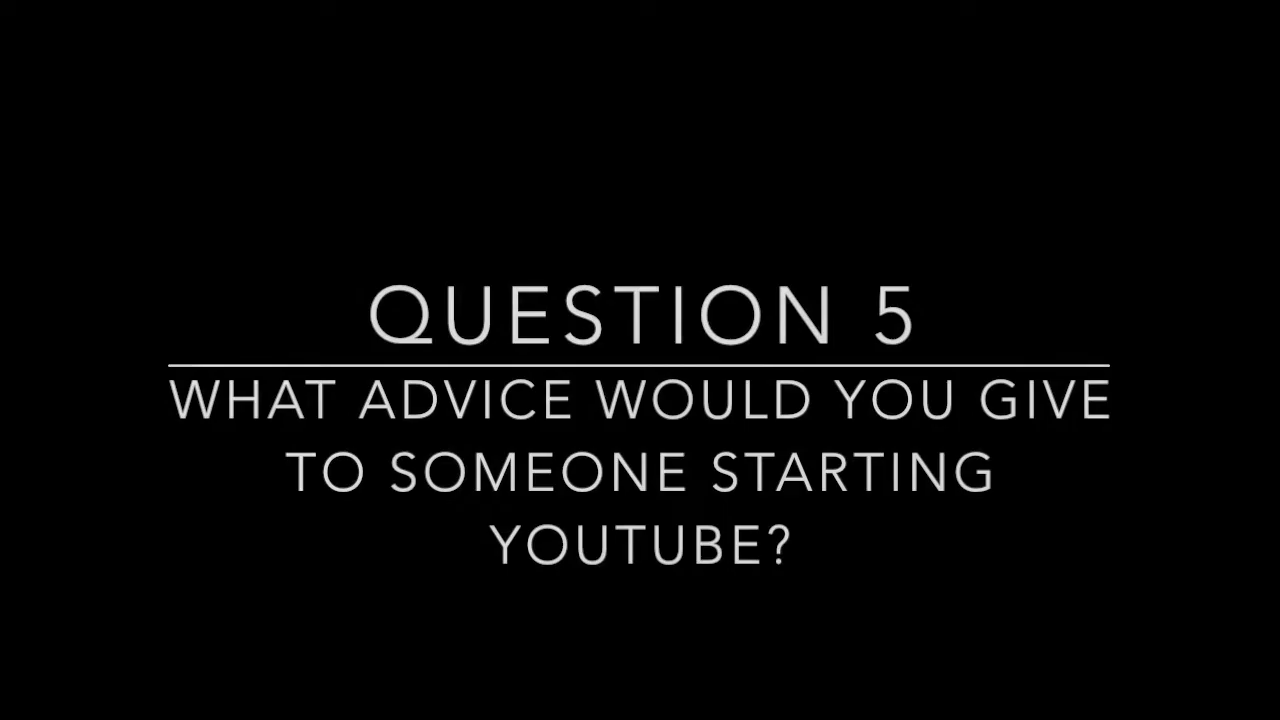 QUESTION 5
WHAT ADVICE WOULD YOU GIVE
TO SOMEONE STARTING
YOUTUBE?